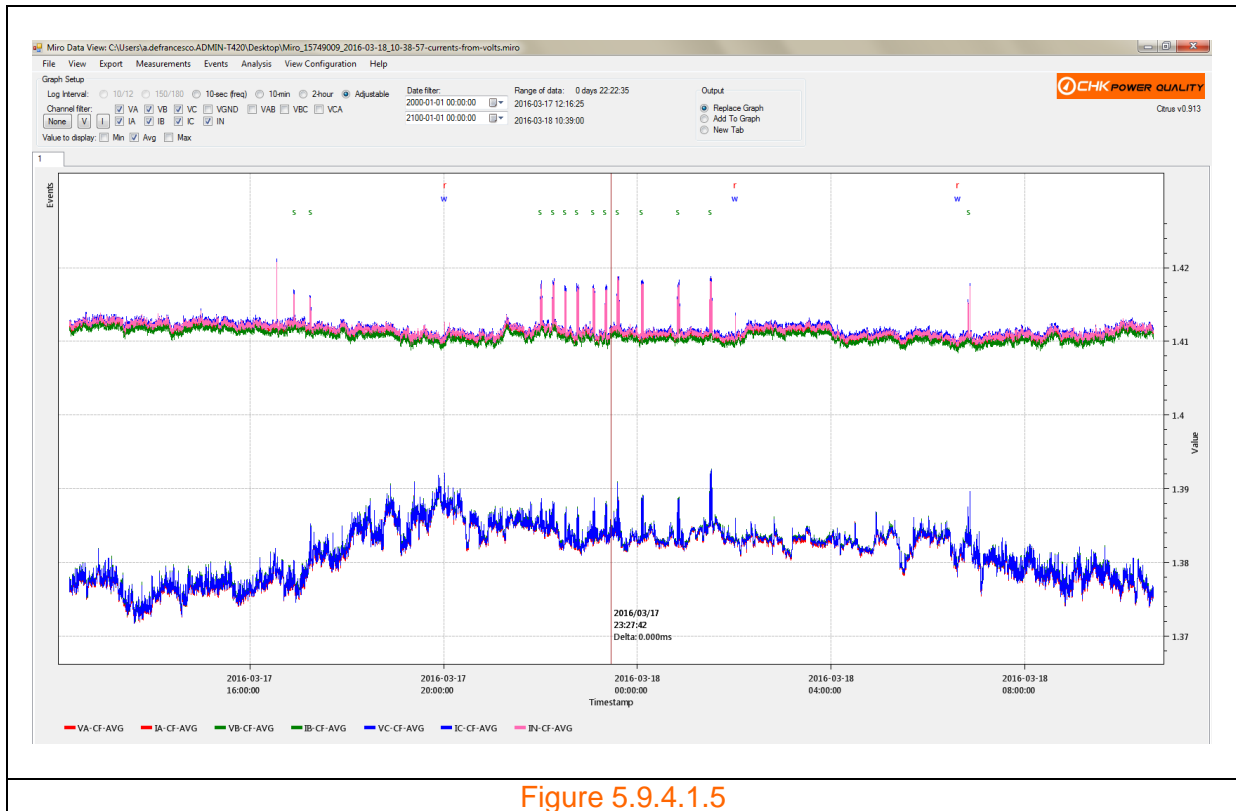 Miro Data View: C:\Users\a.defrancesco.ADMIN-T420\Desktop\Miro_15749009_2016-03-18_10-38-57-currents-from-volts.miro
File View Export Measurements Events Analysis View Configuration Help
Graph Setup
Log Interval: 10/12 150/180 10-sec (freq) 10-min 2-hour Adjustable
Channel filter: VA VB VC VGND VAB VBC VCA
None V I IA IB IC IN
Value to display: Min Avg Max
Date filter:
2000-01-01 00:00:00
2100-01-01 00:00:00
Range of data: 0 days 22:22:35
2016-03-17 12:16:25
2016-03-18 10:39:00
Output
Replace Graph
Add To Graph
New Tab
CHK POWER QUALITY
Citrus v0.913
1
Events
r r r
w w w
s s s s s s s s s s s s s
1.42
1.41
1.4
1.39
1.38
1.37
Value
2016/03/17
23:27:42
Delta: 0.000ms
2016-03-17 2016-03-17 2016-03-18 2016-03-18 2016-03-18
16:00:00 20:00:00 00:00:00 04:00:00 08:00:00
Timestamp
VA-CF-AVG IA-CF-AVG VB-CF-AVG IB-CF-AVG VC-CF-AVG IC-CF-AVG IN-CF-AVG
Figure 5.9.4.1.5